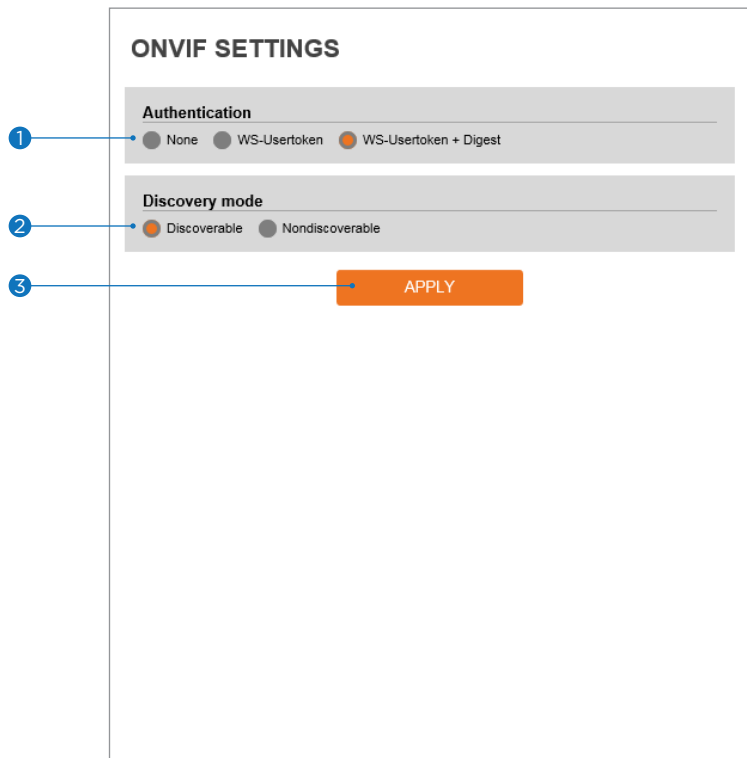 ONVIF SETTINGS
Authentication
1
None WS-Usertoken WS-Usertoken + Digest
Discovery mode
2
Discoverable Nondiscoverable
3
APPLY